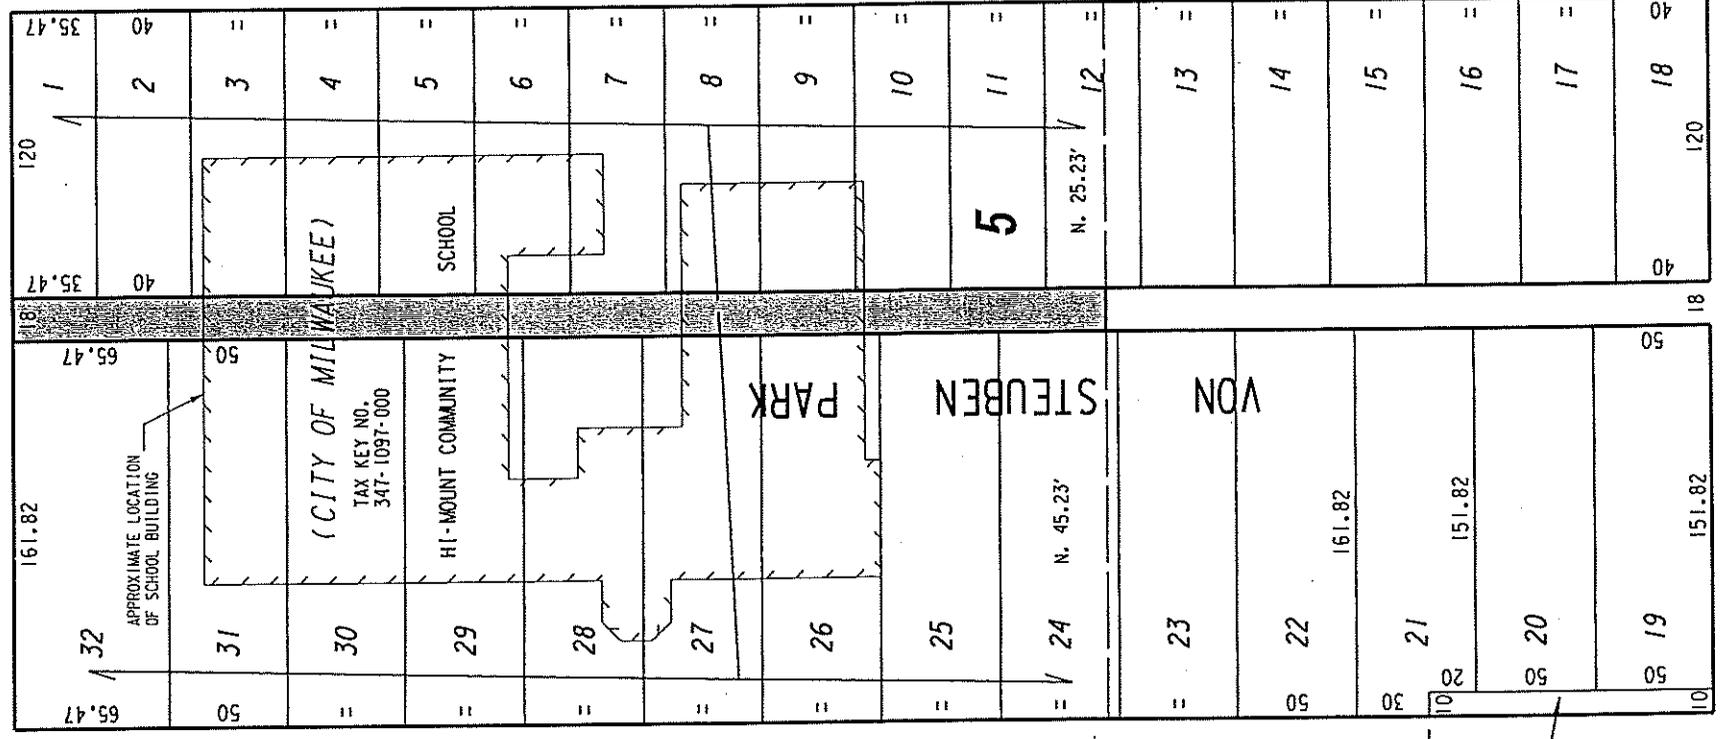 35.47 40 " " " " " " " " " " " " " " " 40
1 2 3 4 5 6 7 8 9 10 11 12 13 14 15 16 17 18
120 120
N. 25.23'
5
SCHOOL
35.47 40 40
18 18
65.47 50 50
(CITY OF MILWAUKEE)
TAX KEY NO.
347-1097-000
HI-MOUNT COMMUNITY
VON STEUBEN PARK
APPROXIMATE LOCATION
OF SCHOOL BUILDING
161.82 161.82 151.82 151.82
N. 45.23'
32 31 30 29 28 27 26 25 24 23 22 21 20 19
20 50 50
65.47 50 " " " " " " " " 50 30 10 10